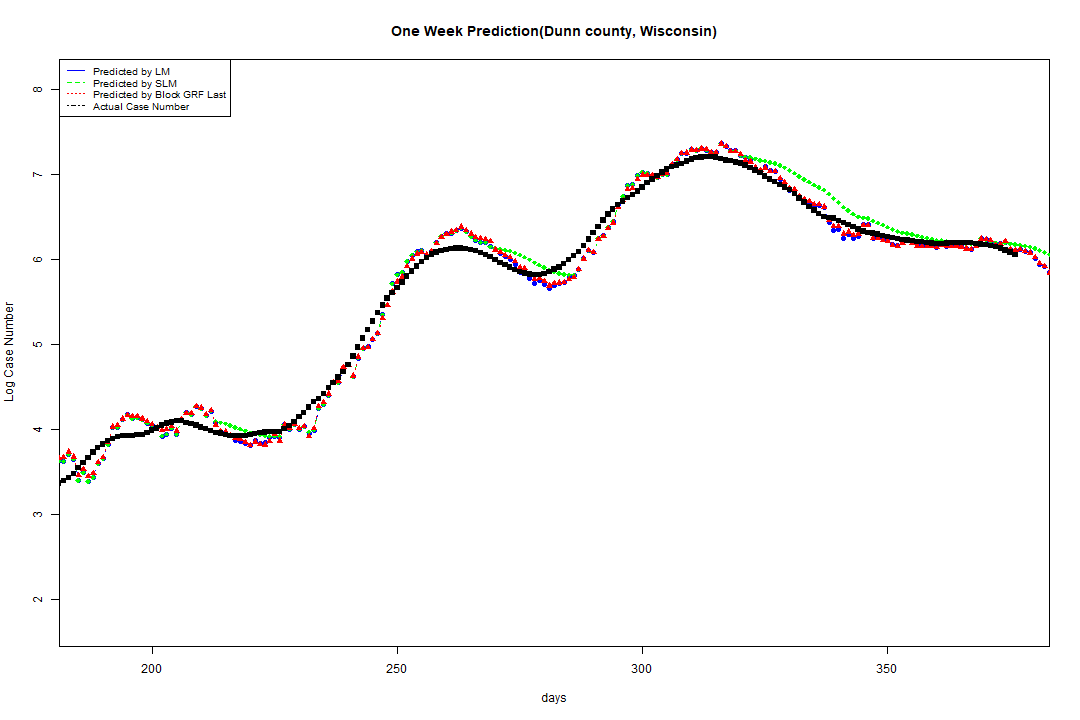 One Week Prediction(Dunn county, Wisconsin)
Predicted by LM
Predicted by SLM
Predicted by Block GRF Last
Actual Case Number
8
7
6
5
4
3
2
Log Case Number
200
250
300
350
days